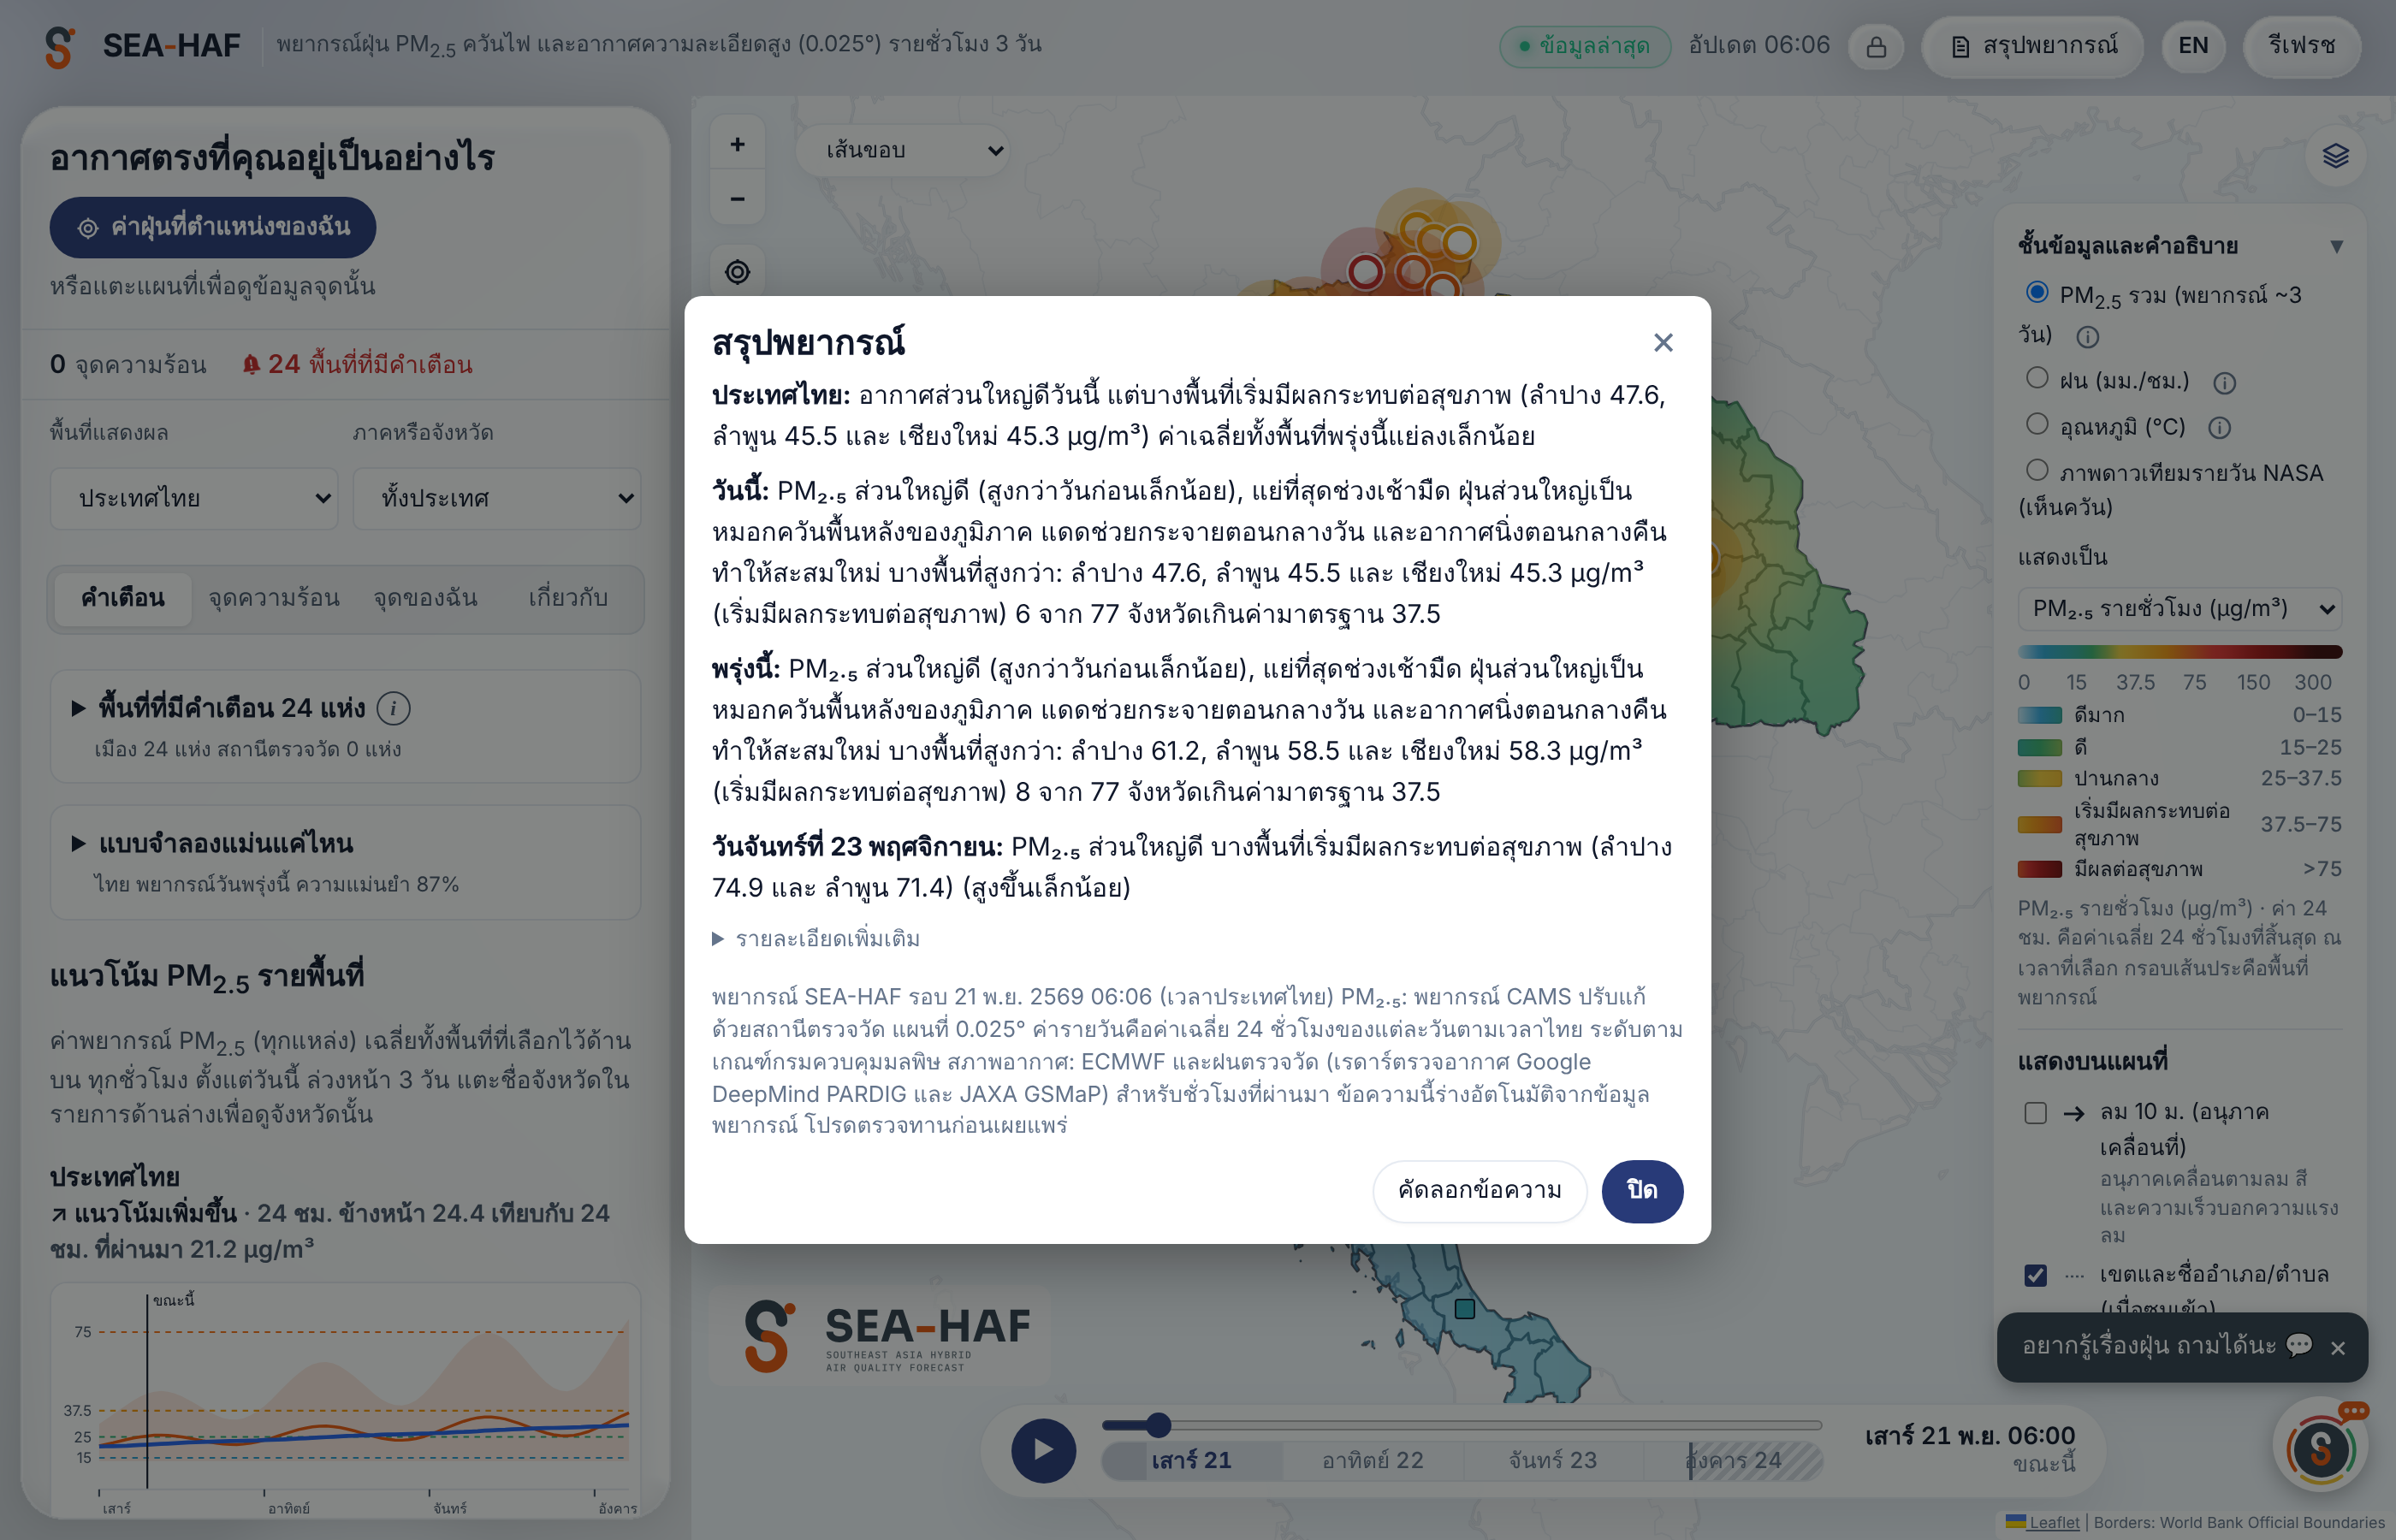 SEA-HAF
พยากรณ์ฝุ่น PM2.5 ควันไฟ และอากาศความละเอียดสูง (0.025°) รายชั่วโมง 3 วัน
ข้อมูลล่าสุด
อัปเดต 06:06
สรุปพยากรณ์
EN
รีเฟรช
อากาศตรงที่คุณอยู่เป็นอย่างไร
ค่าฝุ่นที่ตำแหน่งของฉัน
หรือแตะแผนที่เพื่อดูข้อมูลจุดนั้น
0 จุดความร้อน
24 พื้นที่ที่มีคำเตือน
พื้นที่แสดงผล
ภาคหรือจังหวัด
ประเทศไทย
ทั้งประเทศ
คำเตือน
จุดความร้อน
จุดของฉัน
เกี่ยวกับ
พื้นที่ที่มีคำเตือน 24 แห่ง
เมือง 24 แห่ง สถานีตรวจวัด 0 แห่ง
แบบจำลองแม่นแค่ไหน
ไทย พยากรณ์วันพรุ่งนี้ ความแม่นยำ 87%
แนวโน้ม PM2.5 รายพื้นที่
ค่าพยากรณ์ PM2.5 (ทุกแหล่ง) เฉลี่ยทั้งพื้นที่ที่เลือกไว้ด้าน
บน ทุกชั่วโมง ตั้งแต่วันนี้ ล่วงหน้า 3 วัน แตะชื่อจังหวัดใน
รายการด้านล่างเพื่อดูจังหวัดนั้น
ประเทศไทย
↗ แนวโน้มเพิ่มขึ้น · 24 ชม. ข้างหน้า 24.4 เทียบกับ 24
ชม. ที่ผ่านมา 21.2 µg/m³
ขณะนี้
75
37.5
25
15
เสาร์
อาทิตย์
จันทร์
อังคาร
+
−
เส้นขอบ
สรุปพยากรณ์
ประเทศไทย: อากาศส่วนใหญ่ดีวันนี้ แต่บางพื้นที่เริ่มมีผลกระทบต่อสุขภาพ (ลำปาง 47.6,
ลำพูน 45.5 และ เชียงใหม่ 45.3 µg/m³) ค่าเฉลี่ยทั้งพื้นที่พรุ่งนี้แย่ลงเล็กน้อย
วันนี้: PM₂.₅ ส่วนใหญ่ดี (สูงกว่าวันก่อนเล็กน้อย), แย่ที่สุดช่วงเช้ามืด ฝุ่นส่วนใหญ่เป็น
หมอกควันพื้นหลังของภูมิภาค แดดช่วยกระจายตอนกลางวัน และอากาศนิ่งตอนกลางคืน
ทำให้สะสมใหม่ บางพื้นที่สูงกว่า: ลำปาง 47.6, ลำพูน 45.5 และ เชียงใหม่ 45.3 µg/m³
(เริ่มมีผลกระทบต่อสุขภาพ) 6 จาก 77 จังหวัดเกินค่ามาตรฐาน 37.5
พรุ่งนี้: PM₂.₅ ส่วนใหญ่ดี (สูงกว่าวันก่อนเล็กน้อย), แย่ที่สุดช่วงเช้ามืด ฝุ่นส่วนใหญ่เป็น
หมอกควันพื้นหลังของภูมิภาค แดดช่วยกระจายตอนกลางวัน และอากาศนิ่งตอนกลางคืน
ทำให้สะสมใหม่ บางพื้นที่สูงกว่า: ลำปาง 61.2, ลำพูน 58.5 และ เชียงใหม่ 58.3 µg/m³
(เริ่มมีผลกระทบต่อสุขภาพ) 8 จาก 77 จังหวัดเกินค่ามาตรฐาน 37.5
วันจันทร์ที่ 23 พฤศจิกายน: PM₂.₅ ส่วนใหญ่ดี บางพื้นที่เริ่มมีผลกระทบต่อสุขภาพ (ลำปาง
74.9 และ ลำพูน 71.4) (สูงขึ้นเล็กน้อย)
รายละเอียดเพิ่มเติม
พยากรณ์ SEA-HAF รอบ 21 พ.ย. 2569 06:06 (เวลาประเทศไทย) PM₂.₅: พยากรณ์ CAMS ปรับแก้
ด้วยสถานีตรวจวัด แผนที่ 0.025° ค่ารายวันคือค่าเฉลี่ย 24 ชั่วโมงของแต่ละวันตามเวลาไทย ระดับตาม
เกณฑ์กรมควบคุมมลพิษ สภาพอากาศ: ECMWF และฝนตรวจวัด (เรดาร์ตรวจอากาศ Google
DeepMind PARDIG และ JAXA GSMaP) สำหรับชั่วโมงที่ผ่านมา ข้อความนี้ร่างอัตโนมัติจากข้อมูล
พยากรณ์ โปรดตรวจทานก่อนเผยแพร่
คัดลอกข้อความ
ปิด
ชั้นข้อมูลและคำอธิบาย
PM2.5 รวม (พยากรณ์ ~3
วัน)
ฝน (มม./ชม.)
อุณหภูมิ (°C)
ภาพดาวเทียมรายวัน NASA
(เห็นควัน)
แสดงเป็น
PM₂.₅ รายชั่วโมง (µg/m³)
0 15 37.5 75 150 300
ดีมาก 0–15
ดี 15–25
ปานกลาง 25–37.5
เริ่มมีผลกระทบต่อ
สุขภาพ 37.5–75
มีผลต่อสุขภาพ >75
PM₂.₅ รายชั่วโมง (µg/m³) · ค่า 24
ชม. คือค่าเฉลี่ย 24 ชั่วโมงที่สิ้นสุด ณ
เวลาที่เลือก กรอบเส้นประคือพื้นที่
พยากรณ์
แสดงบนแผนที่
ลม 10 ม. (อนุภาค
เคลื่อนที่)
อนุภาคเคลื่อนตามลม สี
และความเร็วบอกความแรง
ลม
เขตและชื่ออำเภอ/ตำบล
(เมื่อซูมเข้า)
อยากรู้เรื่องฝุ่น ถามได้นะ 💬
SEA-HAF
SOUTHEAST ASIA HYBRID
AIR QUALITY FORECAST
เสาร์ 21
อาทิตย์ 22
จันทร์ 23
อังคาร 24
เสาร์ 21 พ.ย. 06:00
ขณะนี้
Leaflet | Borders: World Bank Official Boundaries